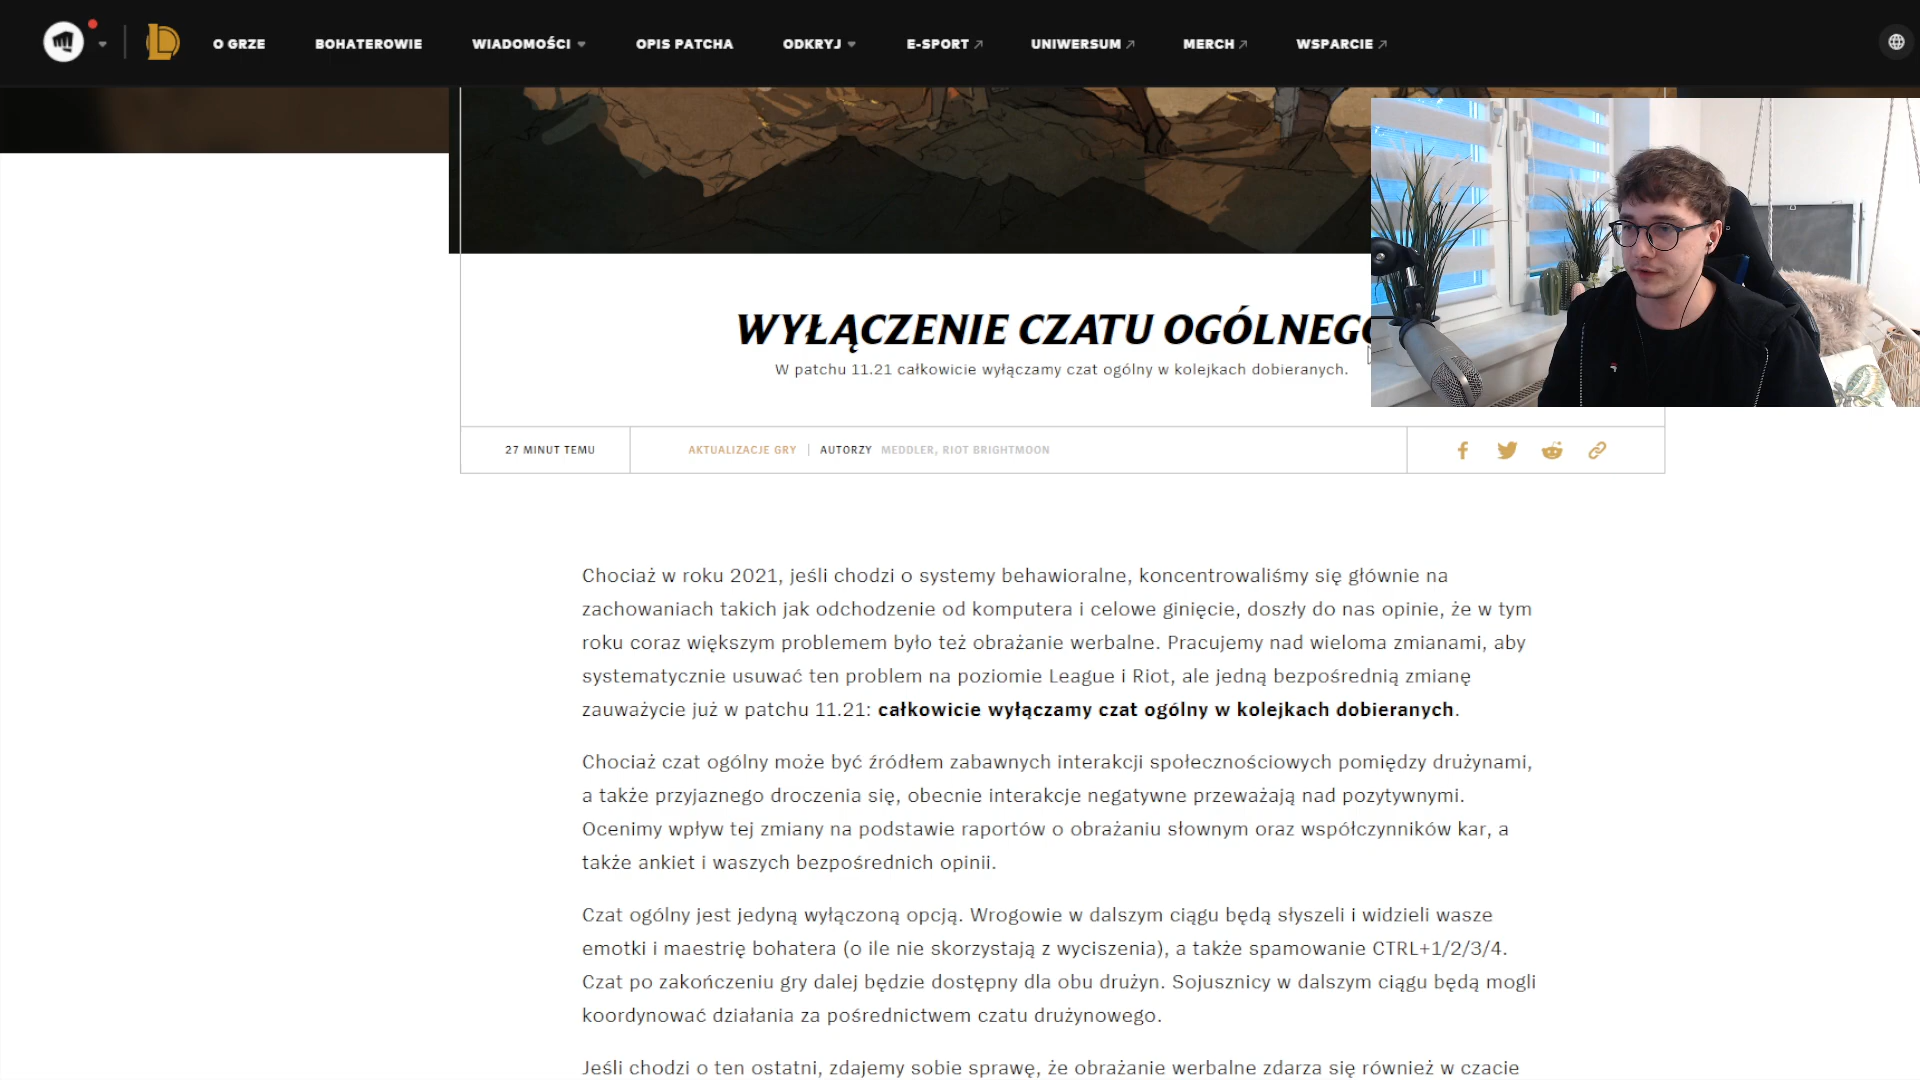 O GRZE
BOHATEROWIE
WIADOMOŚCI
OPIS PATCHA
ODKRYJ
E-SPORT
UNIWERSUM
MERCH
WSPARCIE
WYŁĄCZENIE CZATU OGÓLNEGO
W patchu 11.21 całkowicie wyłączamy czat ogólny w kolejkach dobieranych.
27 MINUT TEMU
AKTUALIZACJE GRY | AUTORZY MEDDLER, RIOT BRIGHTMOON
Chociaż w roku 2021, jeśli chodzi o systemy behawioralne, koncentrowaliśmy się głównie na
zachowaniach takich jak odchodzenie od komputera i celowe ginięcie, doszły do nas opinie, że w tym
roku coraz większym problemem było też obrażanie werbalne. Pracujemy nad wieloma zmianami, aby
systematycznie usuwać ten problem na poziomie League i Riot, ale jedną bezpośrednią zmianę
zauważycie już w patchu 11.21: całkowicie wyłączamy czat ogólny w kolejkach dobieranych.
Chociaż czat ogólny może być źródłem zabawnych interakcji społecznościowych pomiędzy drużynami,
a także przyjaznego droczenia się, obecnie interakcje negatywne przeważają nad pozytywnymi.
Ocenimy wpływ tej zmiany na podstawie raportów o obrażaniu słownym oraz współczynników kar, a
także ankiet i waszych bezpośrednich opinii.
Czat ogólny jest jedyną wyłączoną opcją. Wrogowie w dalszym ciągu będą słyszeli i widzieli wasze
emotki i maestrię bohatera (o ile nie skorzystają z wyciszenia), a także spamowanie CTRL+1/2/3/4.
Czat po zakończeniu gry dalej będzie dostępny dla obu drużyn. Sojusznicy w dalszym ciągu będą mogli
koordynować działania za pośrednictwem czatu drużynowego.
Jeśli chodzi o ten ostatni, zdajemy sobie sprawę, że obrażanie werbalne zdarza się również w czacie